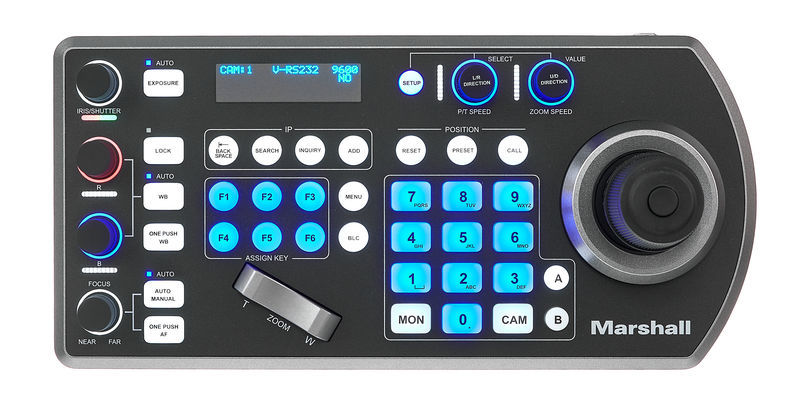 AUTO
EXPOSURE
IRIS/SHUTTER
CAM:1 V-RS232 9600
NO
SETUP
SELECT
VALUE
L/R
DIRECTION
U/D
DIRECTION
P/T SPEED
ZOOM SPEED
LOCK
R
AUTO
WB
ONE PUSH
WB
B
IP
BACK
SPACE
SEARCH
INQUIRY
ADD
POSITION
RESET
PRESET
CALL
F1 F2 F3
MENU
F4 F5 F6
BLC
ASSIGN KEY
7 PQRS
8 TUV
9 WXYZ
4 GHI
5 JKL
6 MNO
1
2 ABC
3 DEF
A
MON
0
CAM
B
FOCUS
AUTO
AUTO
MANUAL
ONE PUSH
AF
NEAR FAR
T ZOOM W
Marshall